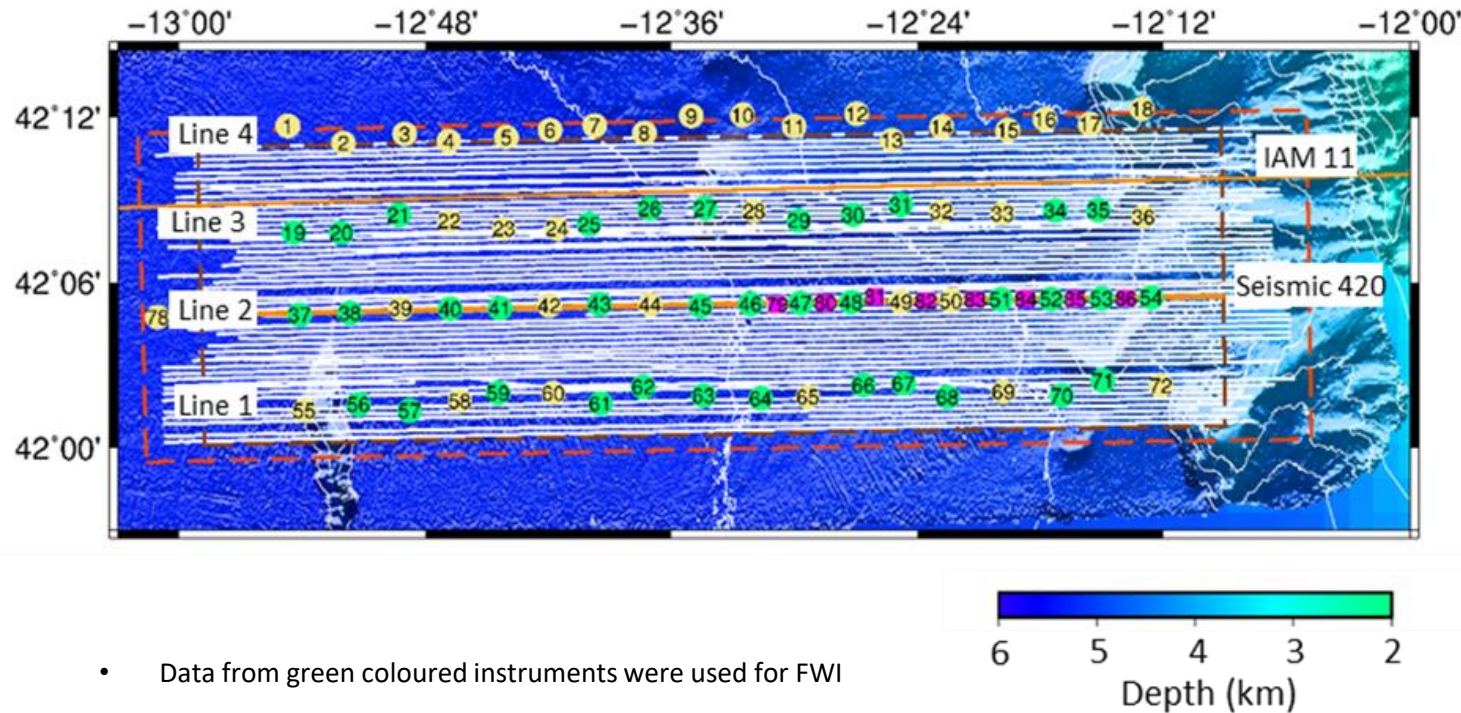 −13˚00' −12˚48' −12˚36' −12˚24' −12˚12' −12˚00'
42˚12'
42˚06'
42˚00'
Line 4
1 2 3 4 5 6 7 8 9 10 11 12 13 14 15 16 17 18
IAM 11
Line 3
19 20 21 22 23 24 25 26 27 28 29 30 31 32 33 34 35 36
Seismic 420
Line 2
78 37 38 39 40 41 42 43 44 45 46 79 47 80 48 81 49 82 50 83 51 84 52 85 53 86 54
Line 1
55 56 57 58 59 60 61 62 63 64 65 66 67 68 69 70 71 72
6 5 4 3 2
Depth (km)
• Data from green coloured instruments were used for FWI